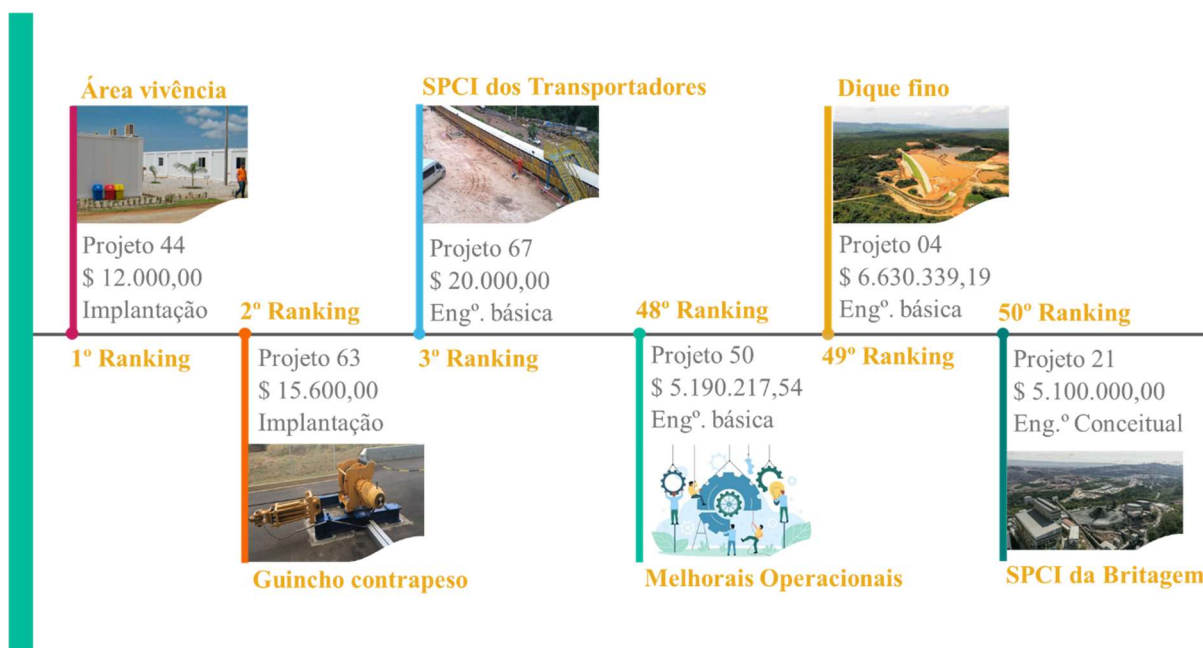 Área vivência
Projeto 44
$ 12.000,00
Implantação
1º Ranking
2º Ranking
Projeto 63
$ 15.600,00
Implantação
Guincho contrapeso
SPCI dos Transportadores
Projeto 67
$ 20.000,00
Engº. básica
3º Ranking
48º Ranking
Projeto 50
$ 5.190.217,54
Engº. básica
Melhorais Operacionais
Dique fino
Projeto 04
$ 6.630.339,19
Engº. básica
49º Ranking
50º Ranking
Projeto 21
$ 5.100.000,00
Eng.º Conceitual
SPCI da Britagem